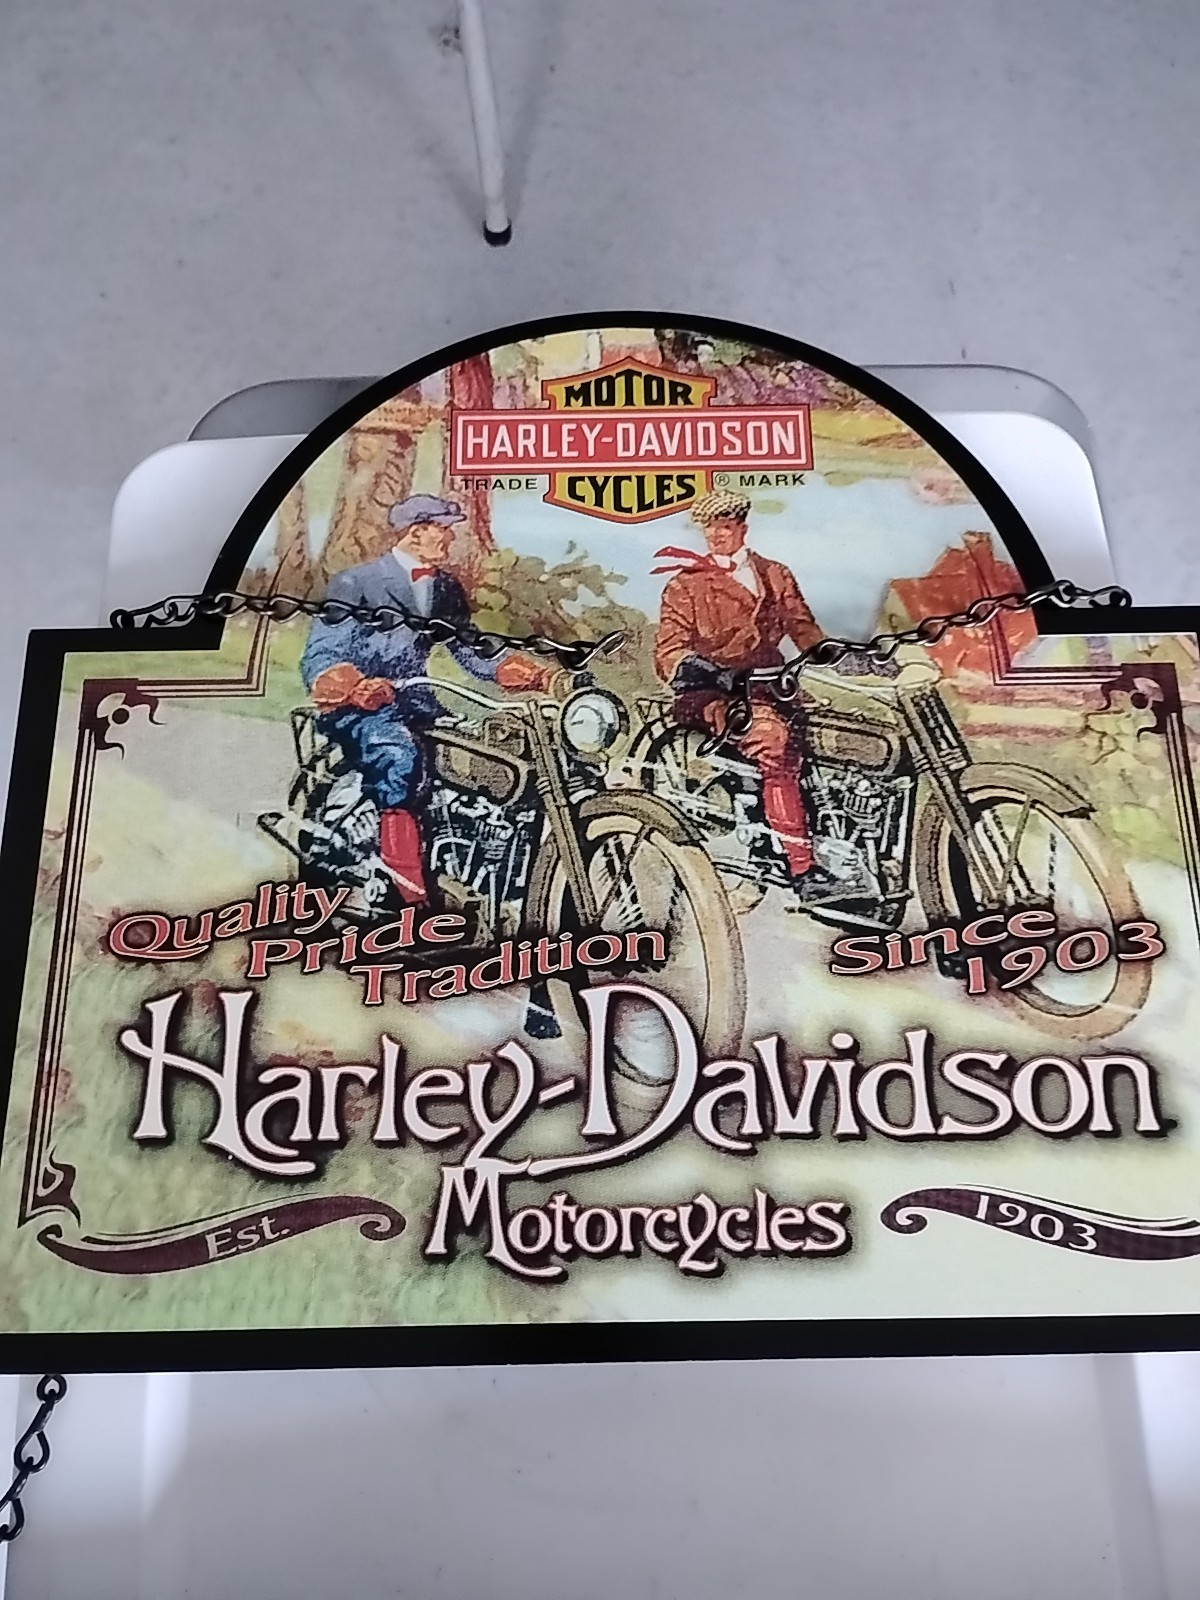 MOTOR
HARLEY-DAVIDSON
TRADE CYCLES ® MARK
Quality
Pride
Tradition
Since
1903
Harley-Davidson
Motorcycles
Est.
1903